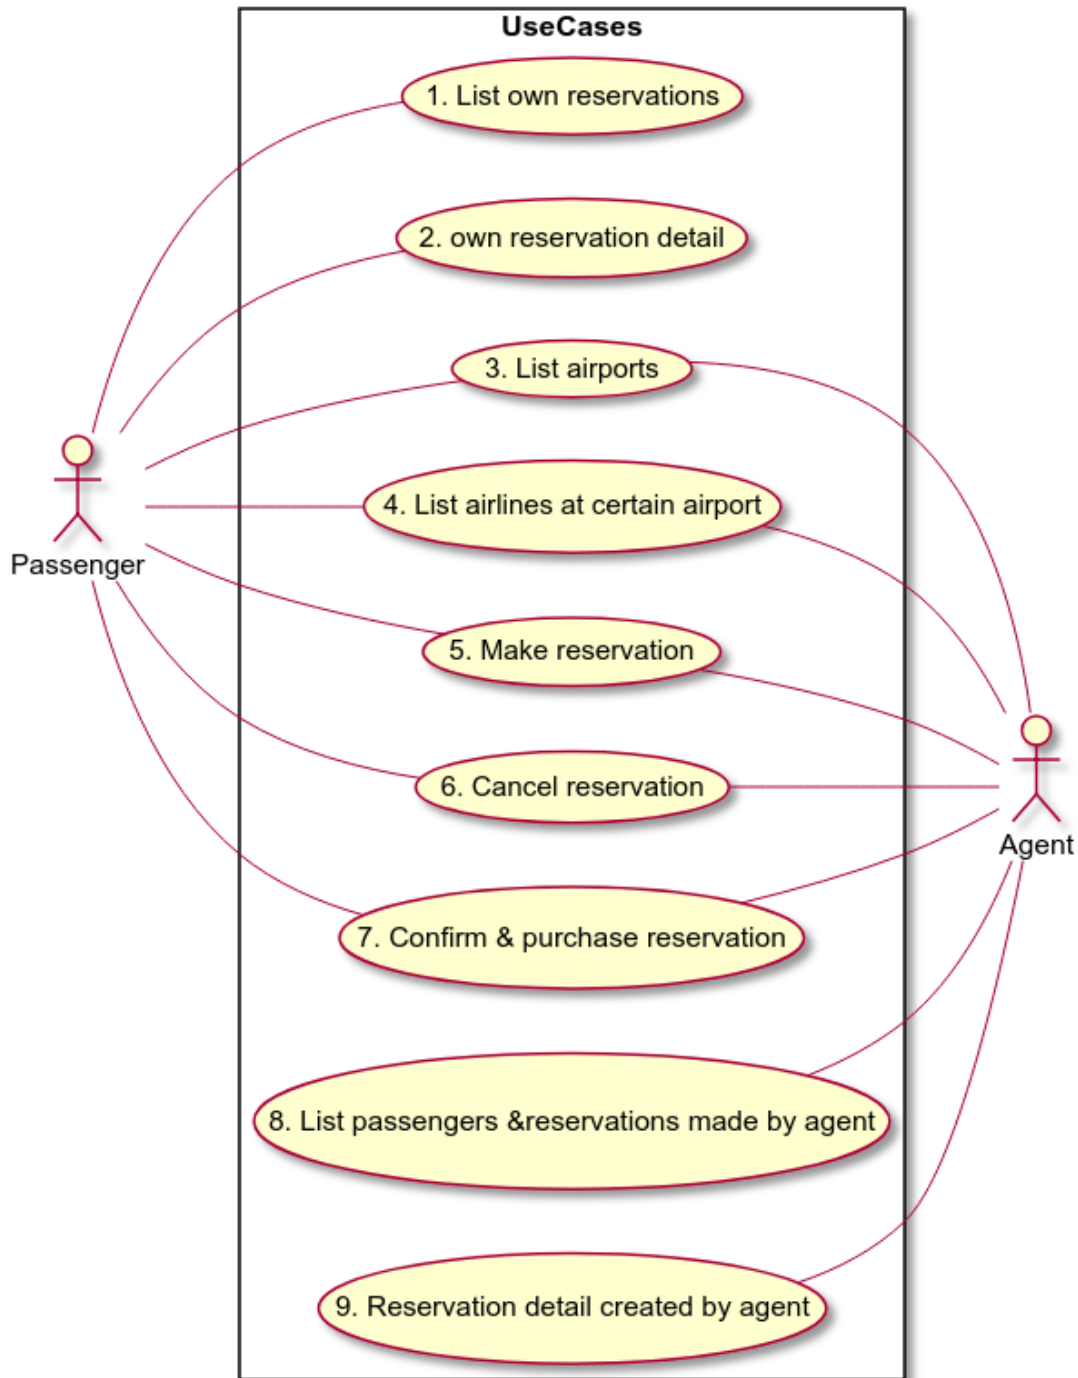 UseCases
1. List own reservations
2. own reservation detail
3. List airports
4. List airlines at certain airport
Passenger
5. Make reservation
6. Cancel reservation
Agent
7. Confirm & purchase reservation
8. List passengers &reservations made by agent
9. Reservation detail created by agent